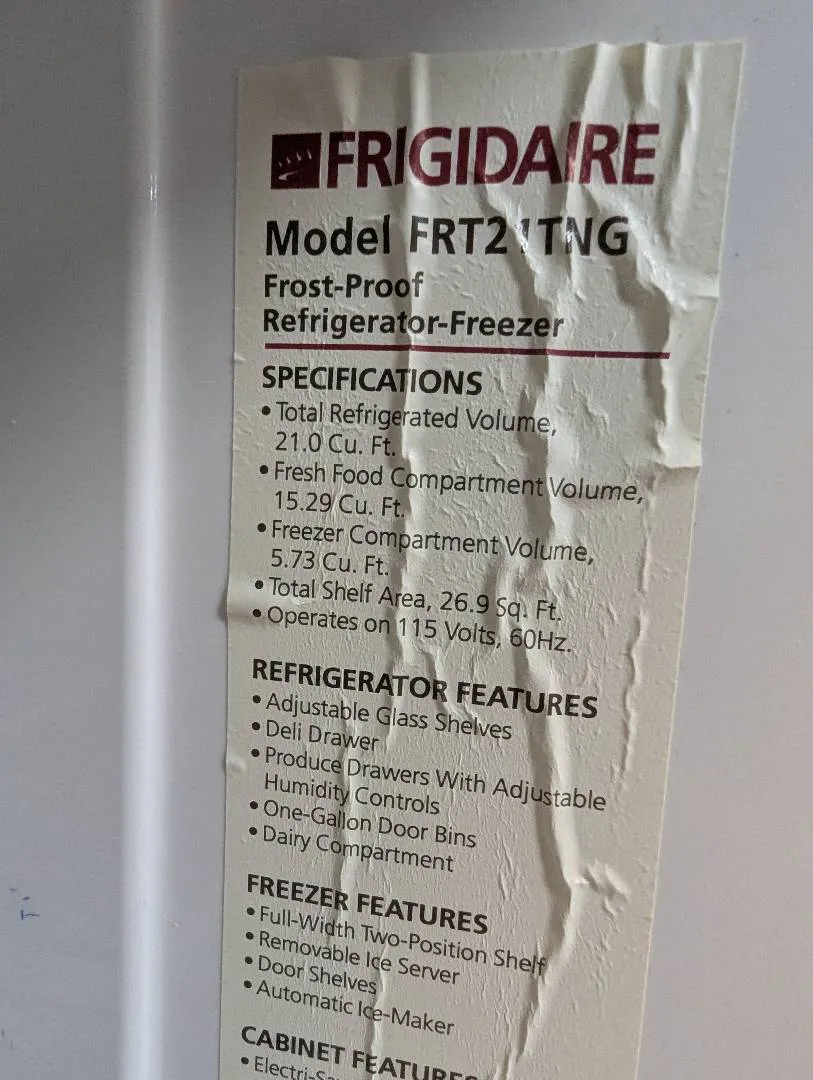 FRIGIDAIRE
Model FRT21TNG
Frost-Proof
Refrigerator-Freezer
SPECIFICATIONS
• Total Refrigerated Volume,
21.0 Cu. Ft.
• Fresh Food Compartment Volume,
15.29 Cu. Ft.
• Freezer Compartment Volume,
5.73 Cu. Ft.
• Total Shelf Area, 26.9 Sq. Ft.
• Operates on 115 Volts, 60Hz.
REFRIGERATOR FEATURES
• Adjustable Glass Shelves
• Deli Drawer
• Produce Drawers With Adjustable
Humidity Controls
• One-Gallon Door Bins
• Dairy Compartment
FREEZER FEATURES
• Full-Width Two-Position Shelf
• Removable Ice Server
• Door Shelves
• Automatic Ice-Maker
CABINET FEATURES